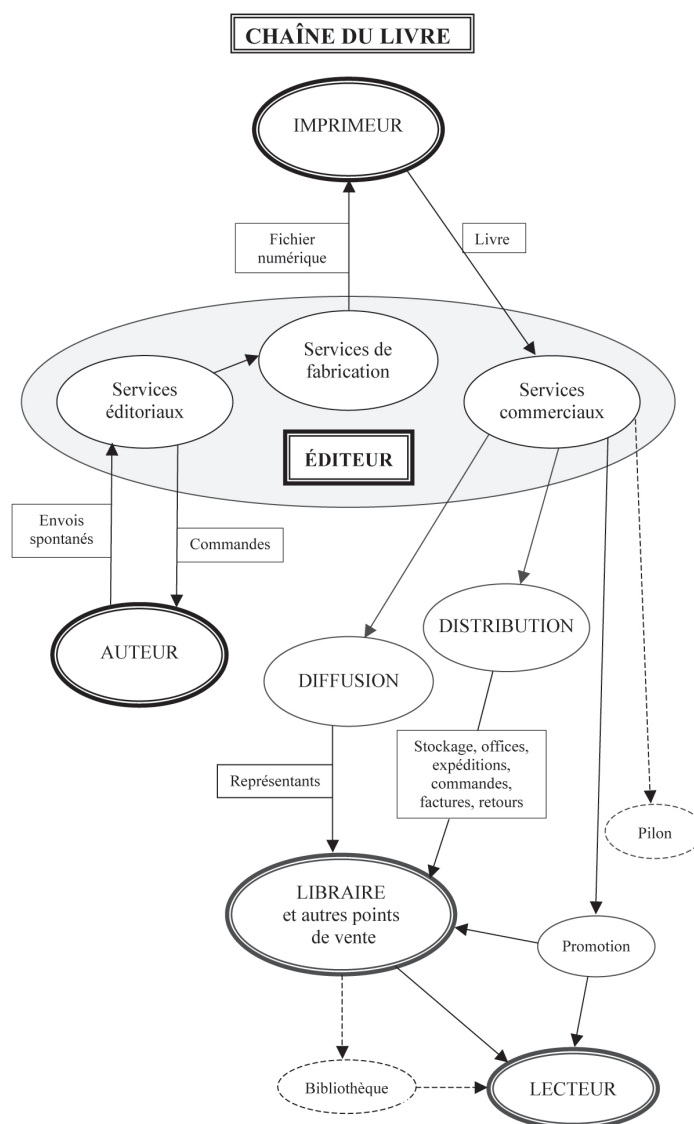 CHAÎNE DU LIVRE
IMPRIMEUR
Fichier
numérique
Livre
Services de
fabrication
Services
éditoriaux
Services
commerciaux
ÉDITEUR
Envois
spontanés
Commandes
AUTEUR
DISTRIBUTION
DIFFUSION
Stockage, offices,
expéditions,
commandes,
factures, retours
Représentants
Pilon
LIBRAIRE
et autres points
de vente
Promotion
Bibliothèque
LECTEUR